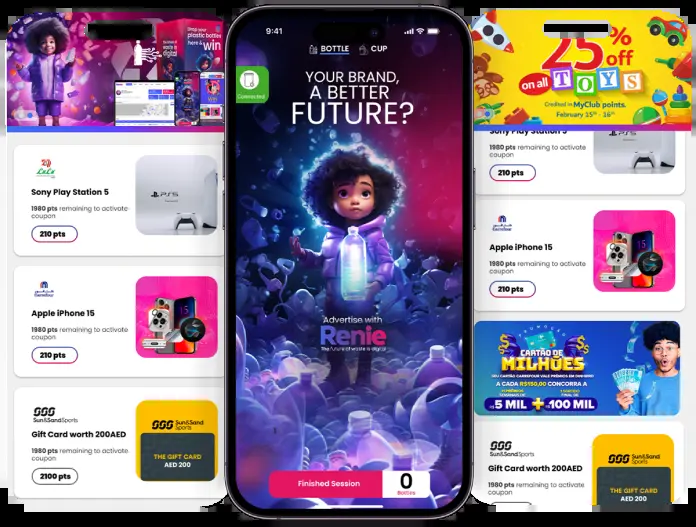 Drop your
plastic bottles
here &
win
Lulu
Sony Play Station 5
1980 pts remaining to activate
coupon
210 pts
Carrefour
Apple iPhone 15
1980 pts remaining to activate
coupon
210 pts
Sun&Sand
Sports
Gift Card worth 200AED
1980 pts remaining to activate
coupon
2100 pts
Sun&Sand
Sports
THE GIFT CARD
AED 200
9:41
BOTTLE
CUP
Connected
YOUR BRAND,
A BETTER
FUTURE?
Advertise with
Renie
The future of waste is digital
Finished Session
0
Bottles
25% off
on all TOYS
Credited in MyClub points.
February 15th - 16th
Sony Play Station 5
1980 pts remaining to activate
coupon
210 pts
Apple iPhone 15
1980 pts remaining to activate
coupon
210 pts
PROMOÇÃO
CARTÃO DE
MILHÕES
SEU CARTÃO CARREFOUR VALE PRÊMIOS EM DINHEIRO!
A CADA R$150,00 CONCORRA A
5 MIL + 100 MIL
Sun&Sand
Sports
Gift Card worth 200AED
1980 pts remaining to activate
coupon
Sun&Sand
Sports
THE GIFT CARD
AED 200